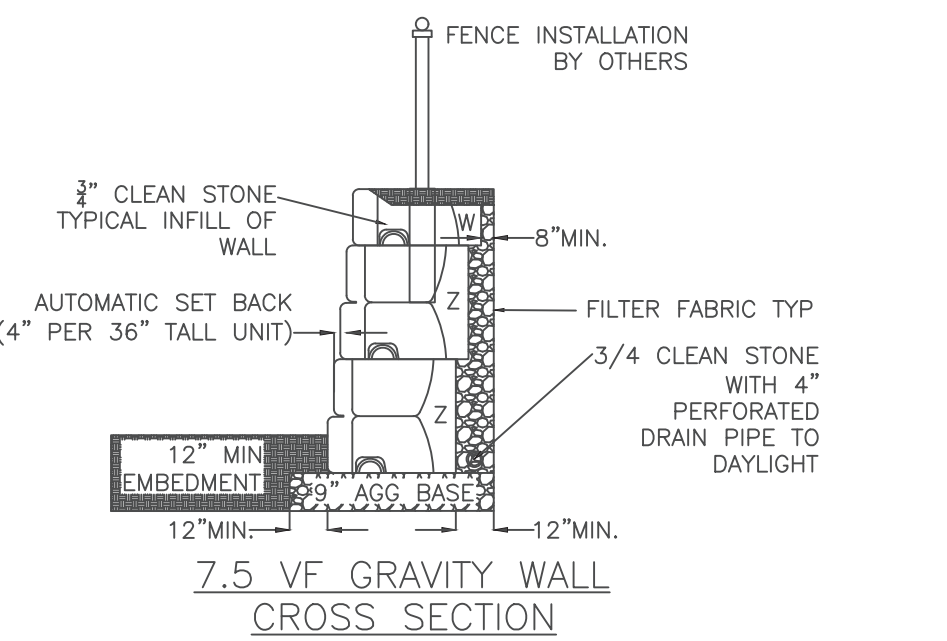 FENCE INSTALLATION
BY OTHERS
3/4" CLEAN STONE
TYPICAL INFILL OF
WALL
W
8"MIN.
AUTOMATIC SET BACK
(4" PER 36" TALL UNIT)
Z
FILTER FABRIC TYP
3/4 CLEAN STONE
WITH 4"
PERFORATED
DRAIN PIPE TO
DAYLIGHT
Z
12" MIN
EMBEDMENT
9" AGG BASE
12"MIN.
12"MIN.
7.5 VF GRAVITY WALL
CROSS SECTION